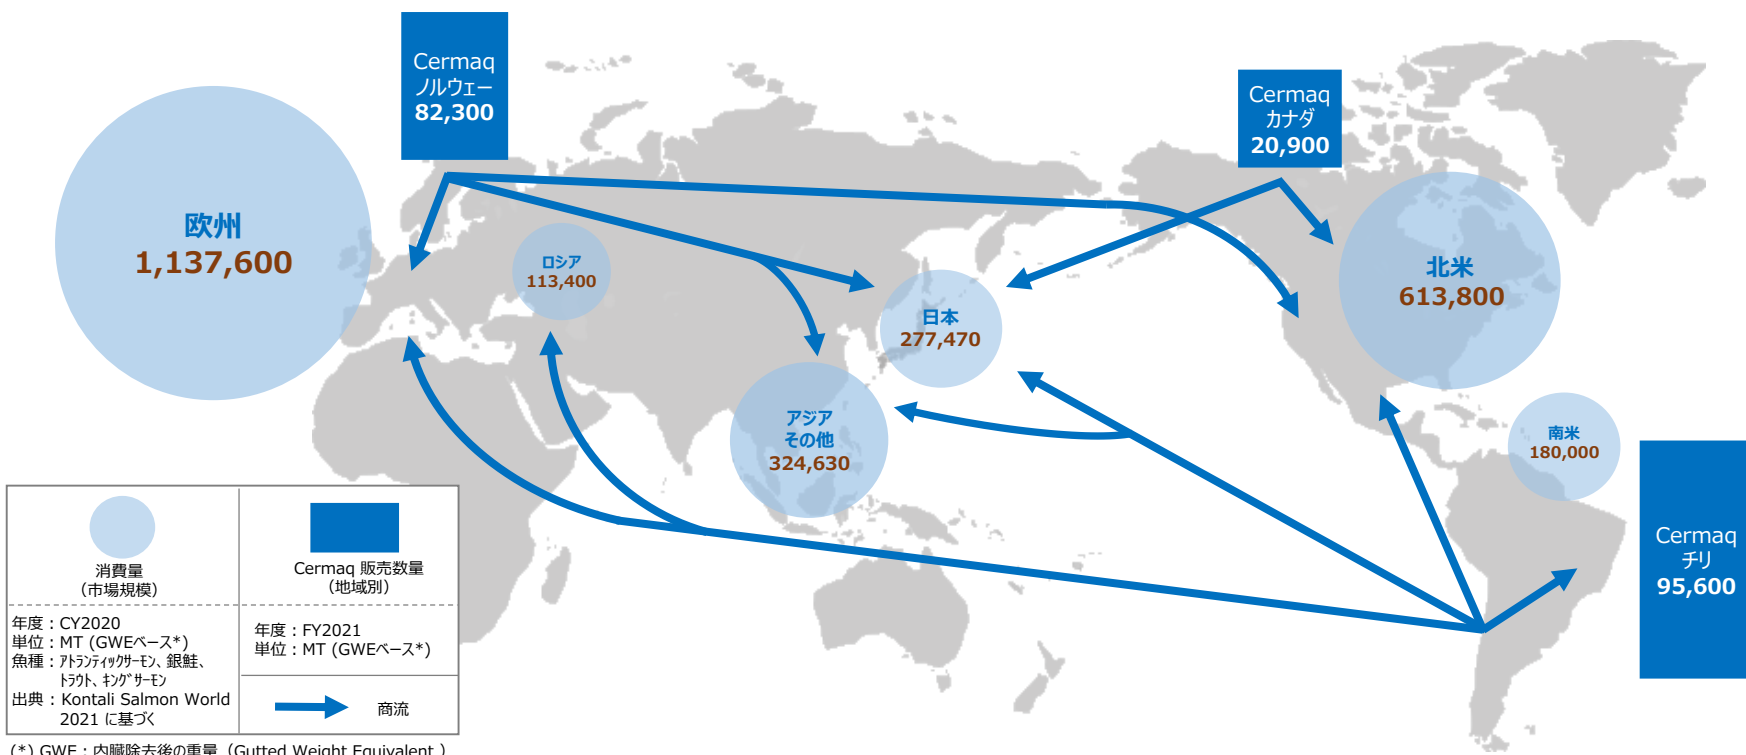 Cermaq
ノルウェー
82,300
Cermaq
カナダ
20,900
欧州
1,137,600
ロシア
113,400
日本
277,470
北米
613,800
アジア
その他
324,630
南米
180,000
Cermaq
チリ
95,600
消費量
（市場規模）
Cermaq 販売数量
（地域別）
年度：CY2020
単位：MT (GWEベース*)
魚種：ｱﾄﾗﾝﾃｨｯｸｻｰﾓﾝ、銀鮭、
ﾄﾗｳﾄ、ｷﾝｸﾞｻｰﾓﾝ
出典：Kontali Salmon World
2021 に基づく
年度：FY2021
単位：MT (GWEベース*)
商流
(*) GWE：内臓除去後の重量（Gutted Weight Equivalent ）